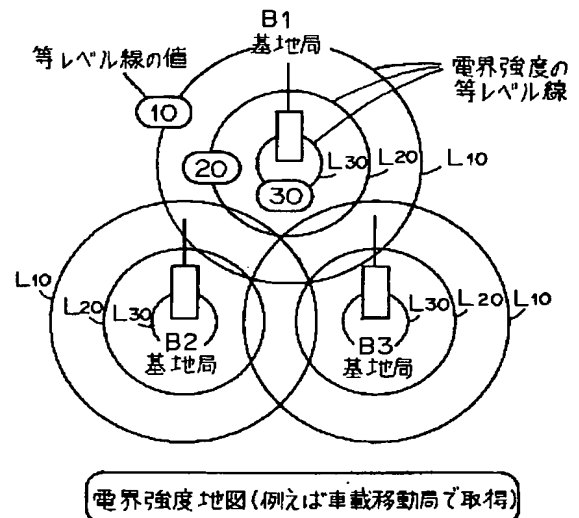 B1
基地局
等レベル線の値
電界強度の
等レベル線
10
20
30
L30
L20
L10
L10
L20
L30
B2
基地局
L30
L20
L10
B3
基地局
電界強度地図(例えば車載移動局で取得)